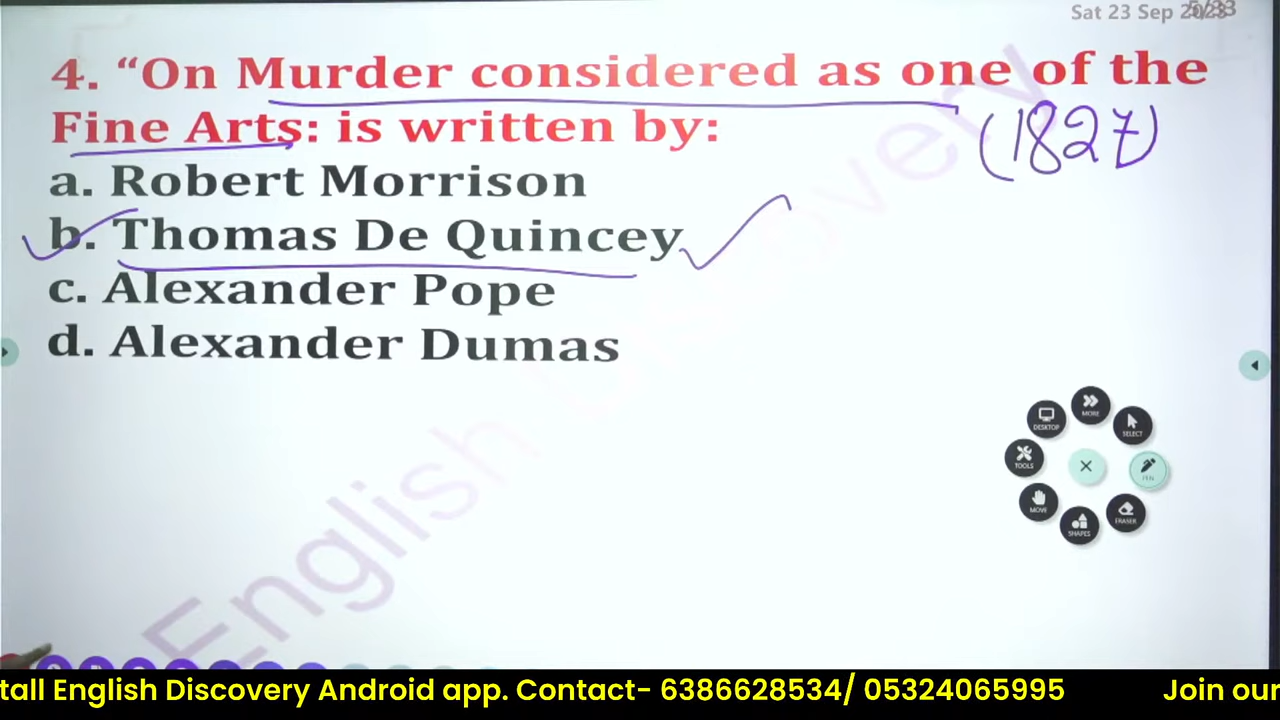 Sat 23 Sep 2023
4. “On Murder considered as one of the
Fine Arts: is written by:
(1827)
a. Robert Morrison
b. Thomas De Quincey
c. Alexander Pope
d. Alexander Dumas
English Discovery
MORE
DESKTOP
SELECT
TOOLS
PEN
MOVE
ERASER
SHAPES
tall English Discovery Android app. Contact- 6386628534/ 05324065995 Join our